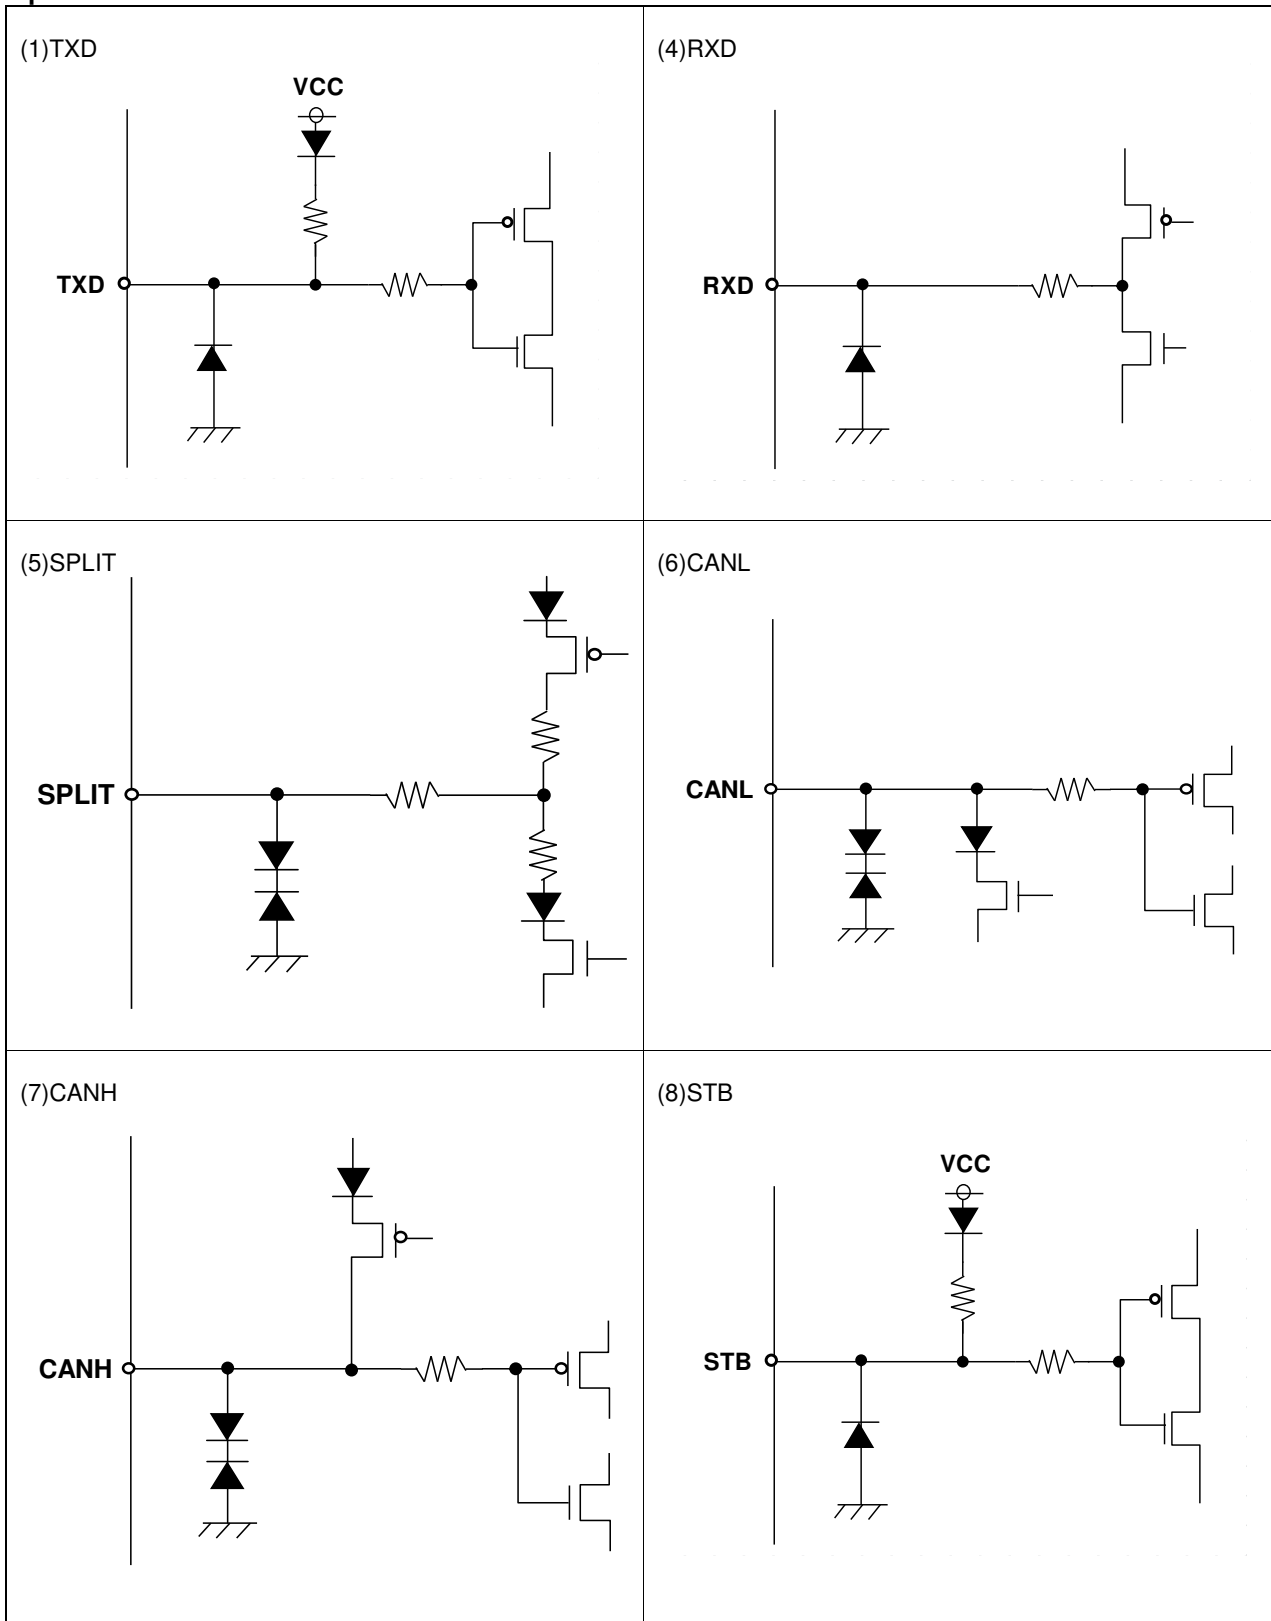 (1)TXD
VCC
TXD
(4)RXD
RXD
(5)SPLIT
SPLIT
(6)CANL
CANL
(7)CANH
CANH
(8)STB
VCC
STB